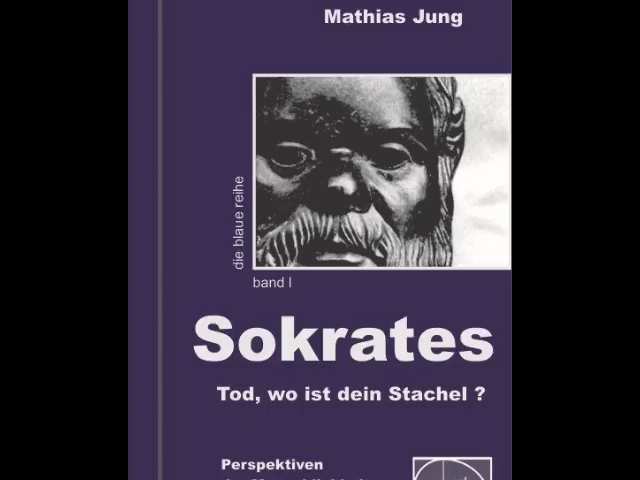 Mathias Jung
die blaue reihe
band I
Sokrates
Tod, wo ist dein Stachel ?
Perspektiven